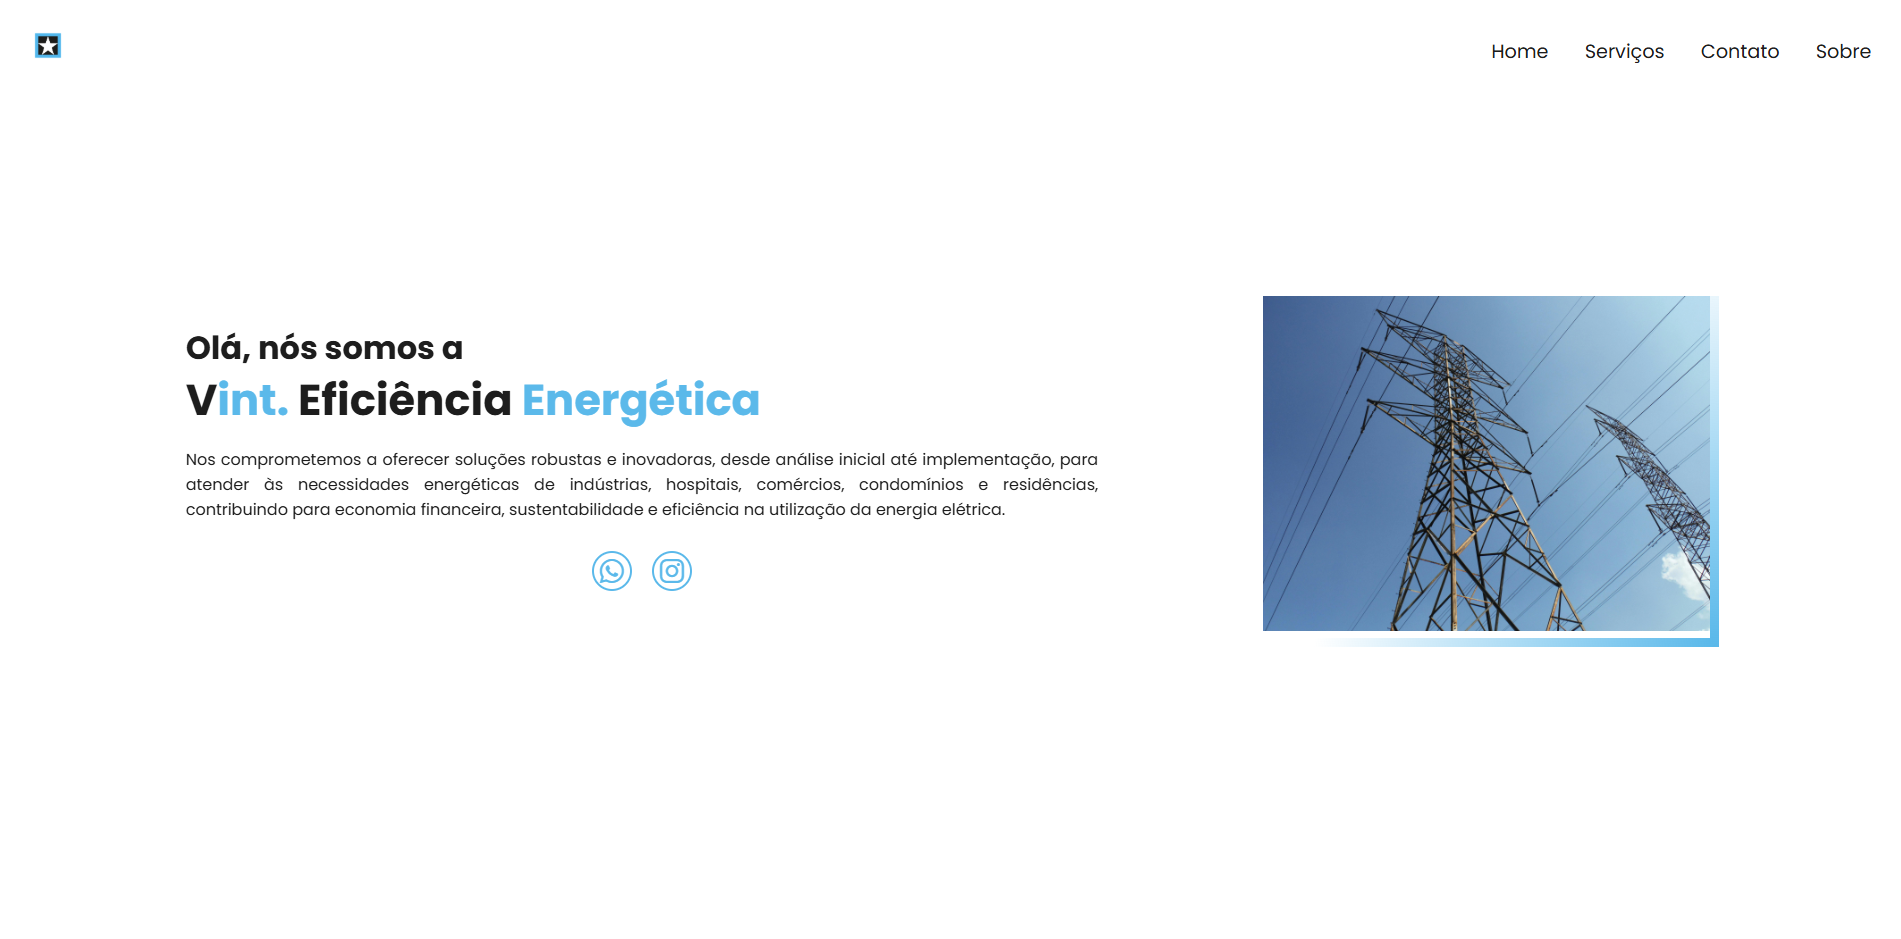 Home Serviços Contato Sobre
Olá, nós somos a
Vint. Eficiência Energética
Nos comprometemos a oferecer soluções robustas e inovadoras, desde análise inicial até implementação, para
atender às necessidades energéticas de indústrias, hospitais, comércios, condomínios e residências,
contribuindo para economia financeira, sustentabilidade e eficiência na utilização da energia elétrica.